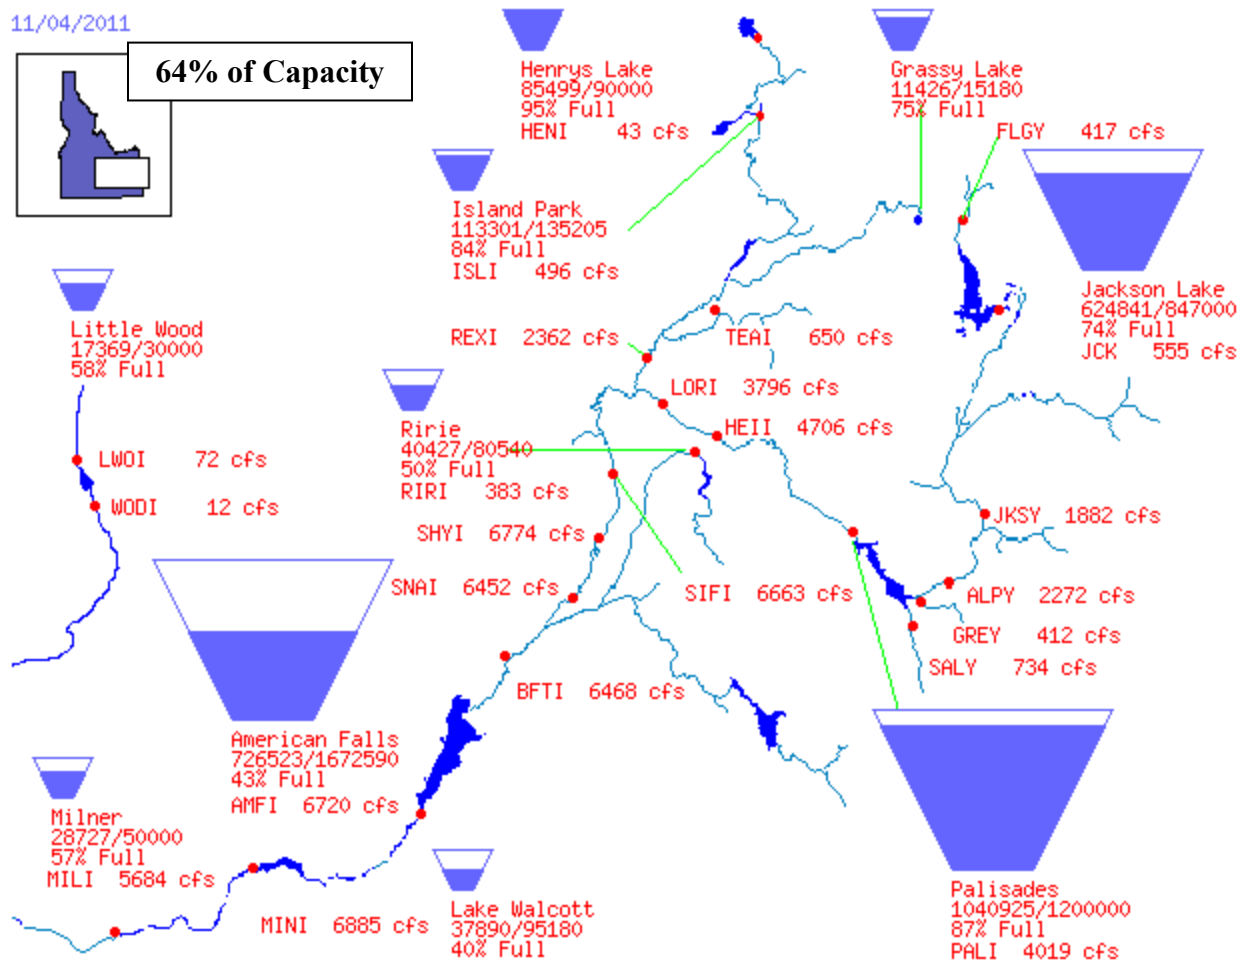 11/04/2011
64% of Capacity
Henrys Lake
85499/90000
95% Full
HENI 43 cfs
Grassy Lake
11426/15180
75% Full
FLGY 417 cfs
Island Park
113301/135205
84% Full
ISLI 496 cfs
Jackson Lake
624841/847000
74% Full
JCK 555 cfs
Little Wood
17369/30000
58% Full
REXI 2362 cfs
TEAI 650 cfs
LORI 3796 cfs
HEII 4706 cfs
Ririe
40427/80540
50% Full
RIRI 383 cfs
LWOI 72 cfs
WODI 12 cfs
SHYI 6774 cfs
JKSY 1882 cfs
SNAI 6452 cfs
SIFI 6663 cfs
ALPY 2272 cfs
GREY 412 cfs
SALY 734 cfs
BFTI 6468 cfs
American Falls
726523/1672590
43% Full
AMFI 6720 cfs
Milner
28727/50000
57% Full
MILI 5684 cfs
MINI 6885 cfs
Lake Walcott
37890/95180
40% Full
Palisades
1040925/1200000
87% Full
PALI 4019 cfs